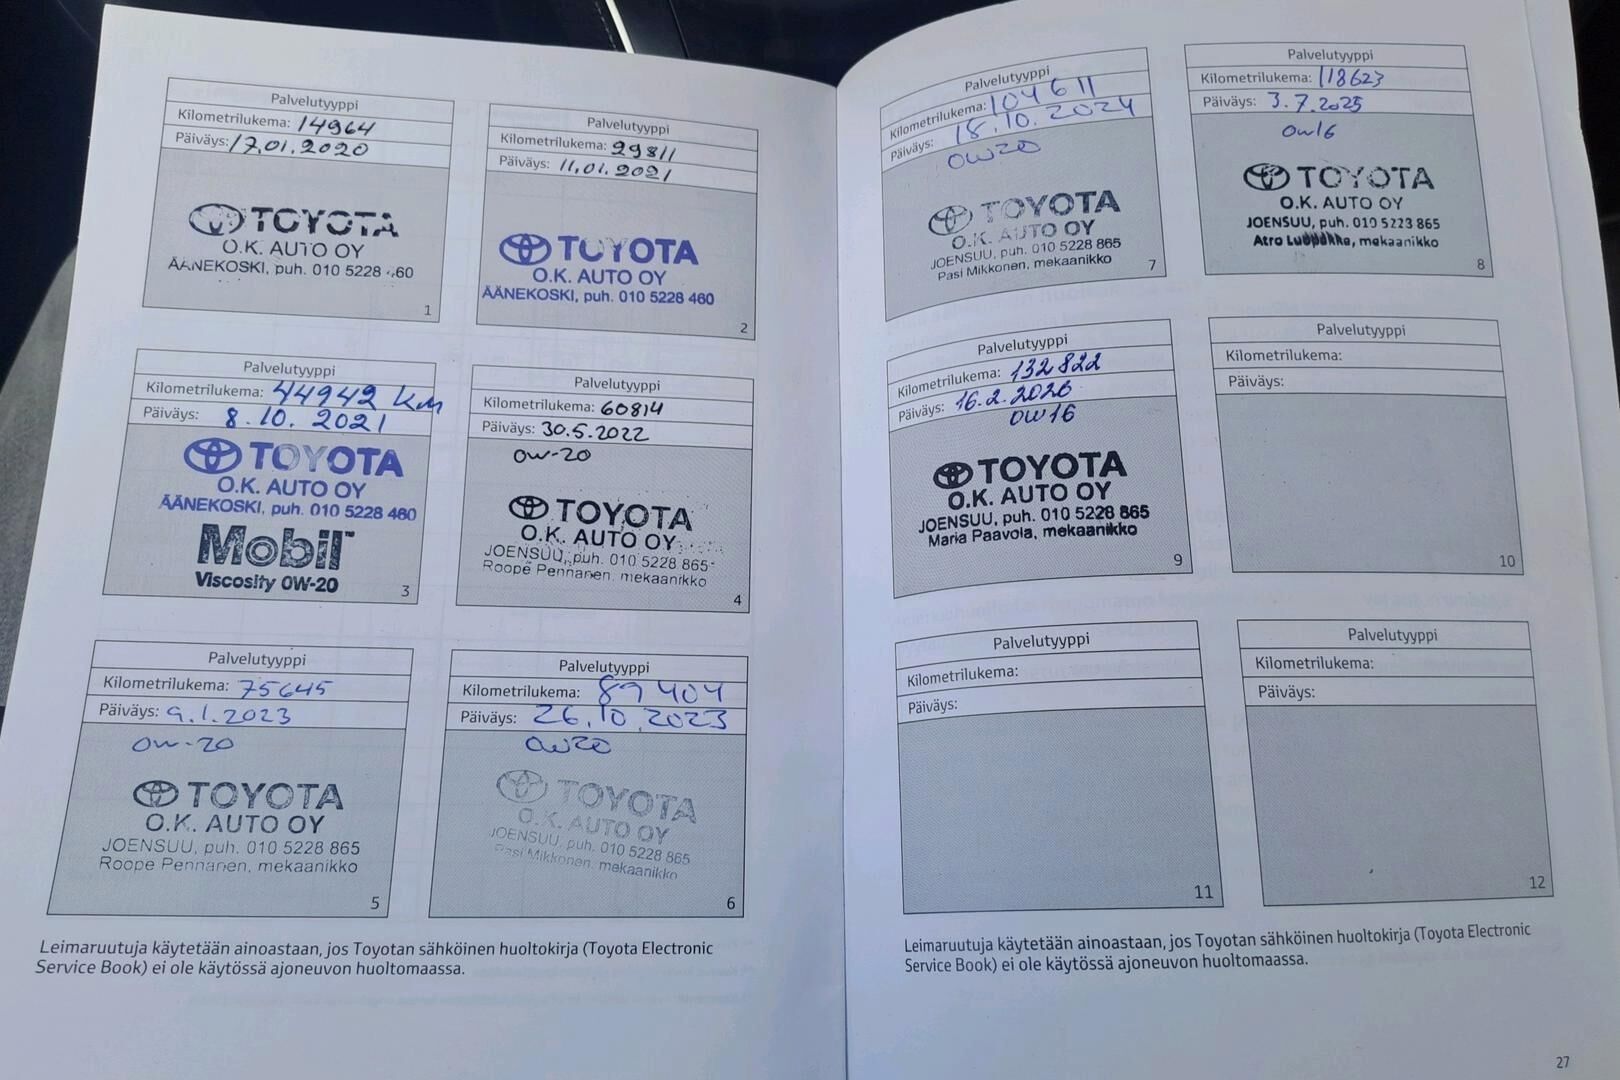 Palvelutyyppi
Kilometrilukema: 14964
Päiväys: 17.01.2020
TOYOTA
O.K. AUTO OY
ÄÄNEKOSKI, puh. 010 5228 460
1
Palvelutyyppi
Kilometrilukema: 29811
Päiväys: 11.01.2021
TOYOTA
O.K. AUTO OY
ÄÄNEKOSKI, puh. 010 5228 460
2
Palvelutyyppi
Kilometrilukema: 44942 km
Päiväys: 8.10.2021
TOYOTA
O.K. AUTO OY
ÄÄNEKOSKI, puh. 010 5228 460
Mobil™
Viscosity 0W-20
3
Palvelutyyppi
Kilometrilukema: 60814
Päiväys: 30.5.2022
0w-20
TOYOTA
O.K. AUTO OY
JOENSUU, puh. 010 5228 865
Roope Pennanen, mekaanikko
4
Palvelutyyppi
Kilometrilukema: 75645
Päiväys: 9.1.2023
0w-20
TOYOTA
O.K. AUTO OY
JOENSUU, puh. 010 5228 865
Roope Pennanen, mekaanikko
5
Palvelutyyppi
Kilometrilukema: 89404
Päiväys: 26.10.2023
0W20
TOYOTA
O.K. AUTO OY
JOENSUU, puh. 010 5228 865
Pasi Mikkonen, mekaanikko
6
Leimaruutuja käytetään ainoastaan, jos Toyotan sähköinen huoltokirja (Toyota Electronic
Service Book) ei ole käytössä ajoneuvon huoltomaassa.
Palvelutyyppi
Kilometrilukema: 104611
Päiväys: 18.10.2024
0W20
TOYOTA
O.K. AUTO OY
JOENSUU, puh. 010 5228 865
Pasi Mikkonen, mekaanikko
7
Palvelutyyppi
Kilometrilukema: 118623
Päiväys: 3.7.2025
0W16
TOYOTA
O.K. AUTO OY
JOENSUU, puh. 010 5223 865
Atro mekaanikko
8
Palvelutyyppi
Kilometrilukema: 132822
Päiväys: 16.2.2026
0W16
TOYOTA
O.K. AUTO OY
JOENSUU, puh. 010 5228 865
Maria Paavola, mekaanikko
9
Palvelutyyppi
Kilometrilukema:
Päiväys:
10
Palvelutyyppi
Kilometrilukema:
Päiväys:
11
Palvelutyyppi
Kilometrilukema:
Päiväys:
12
Leimaruutuja käytetään ainoastaan, jos Toyotan sähköinen huoltokirja (Toyota Electronic
Service Book) ei ole käytössä ajoneuvon huoltomaassa.
27